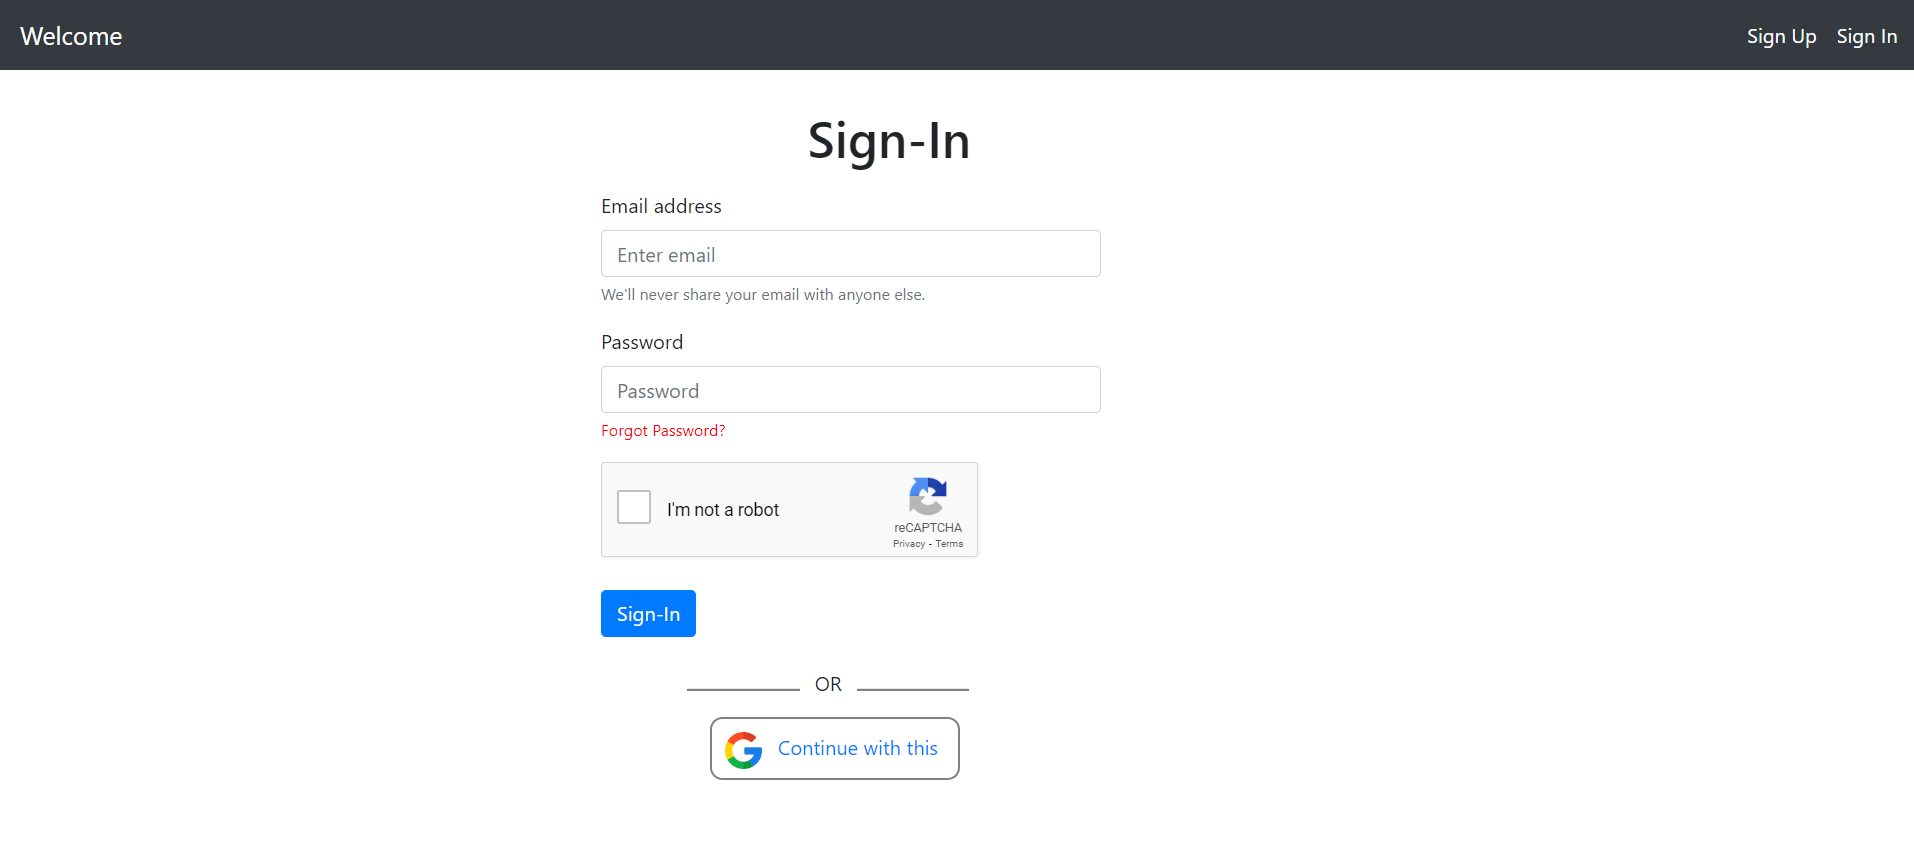 Welcome Sign Up Sign In
Sign-In
Email address
Enter email
We'll never share your email with anyone else.
Password
Password
Forgot Password?
I'm not a robot
reCAPTCHA
Privacy - Terms
Sign-In
OR
Continue with this